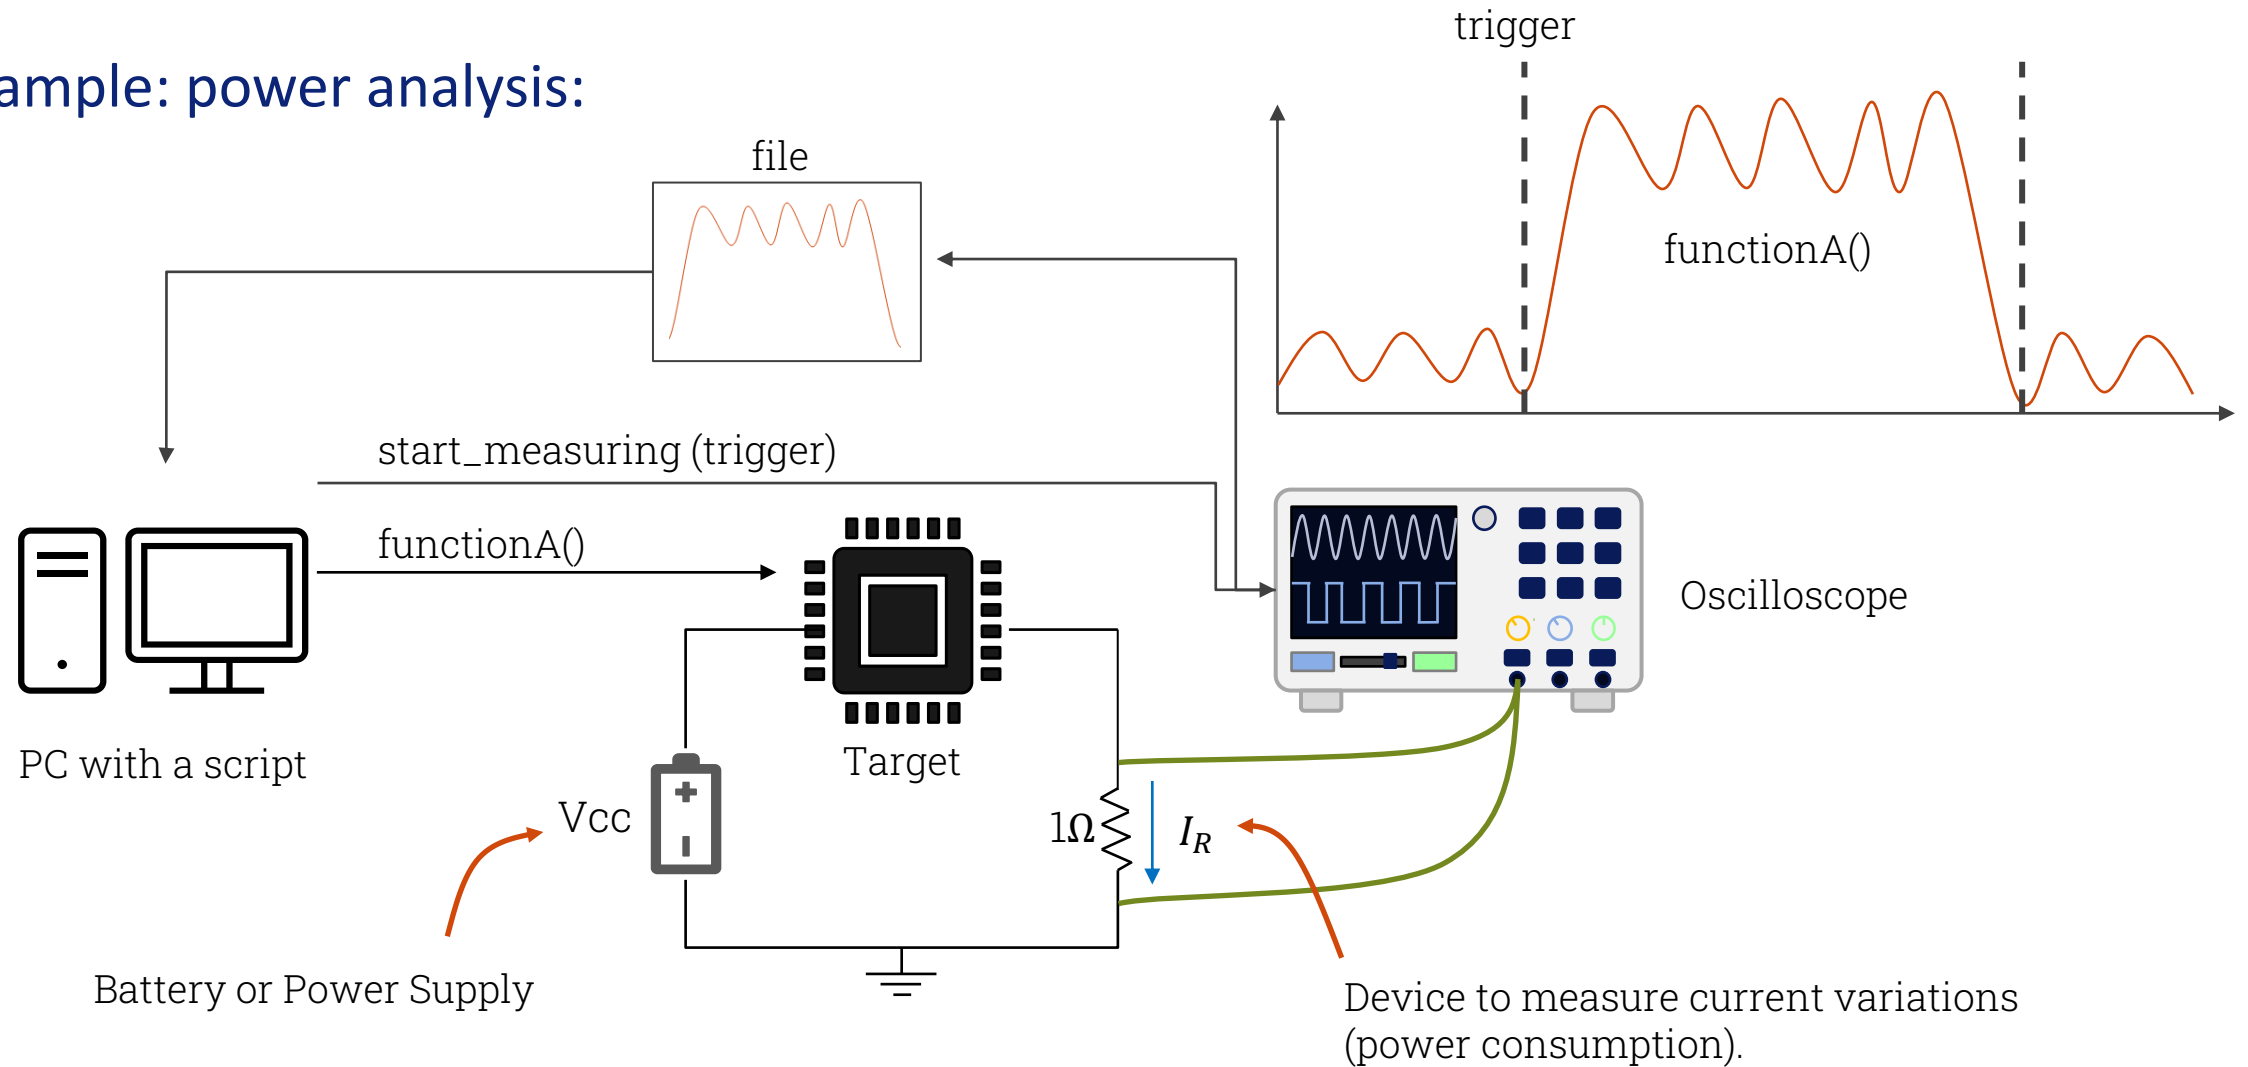 trigger
ample: power analysis:
file
functionA()
start_measuring (trigger)
functionA()
Oscilloscope
PC with a script
Target
Vcc
1Ω
I_R
Battery or Power Supply
Device to measure current variations
(power consumption).